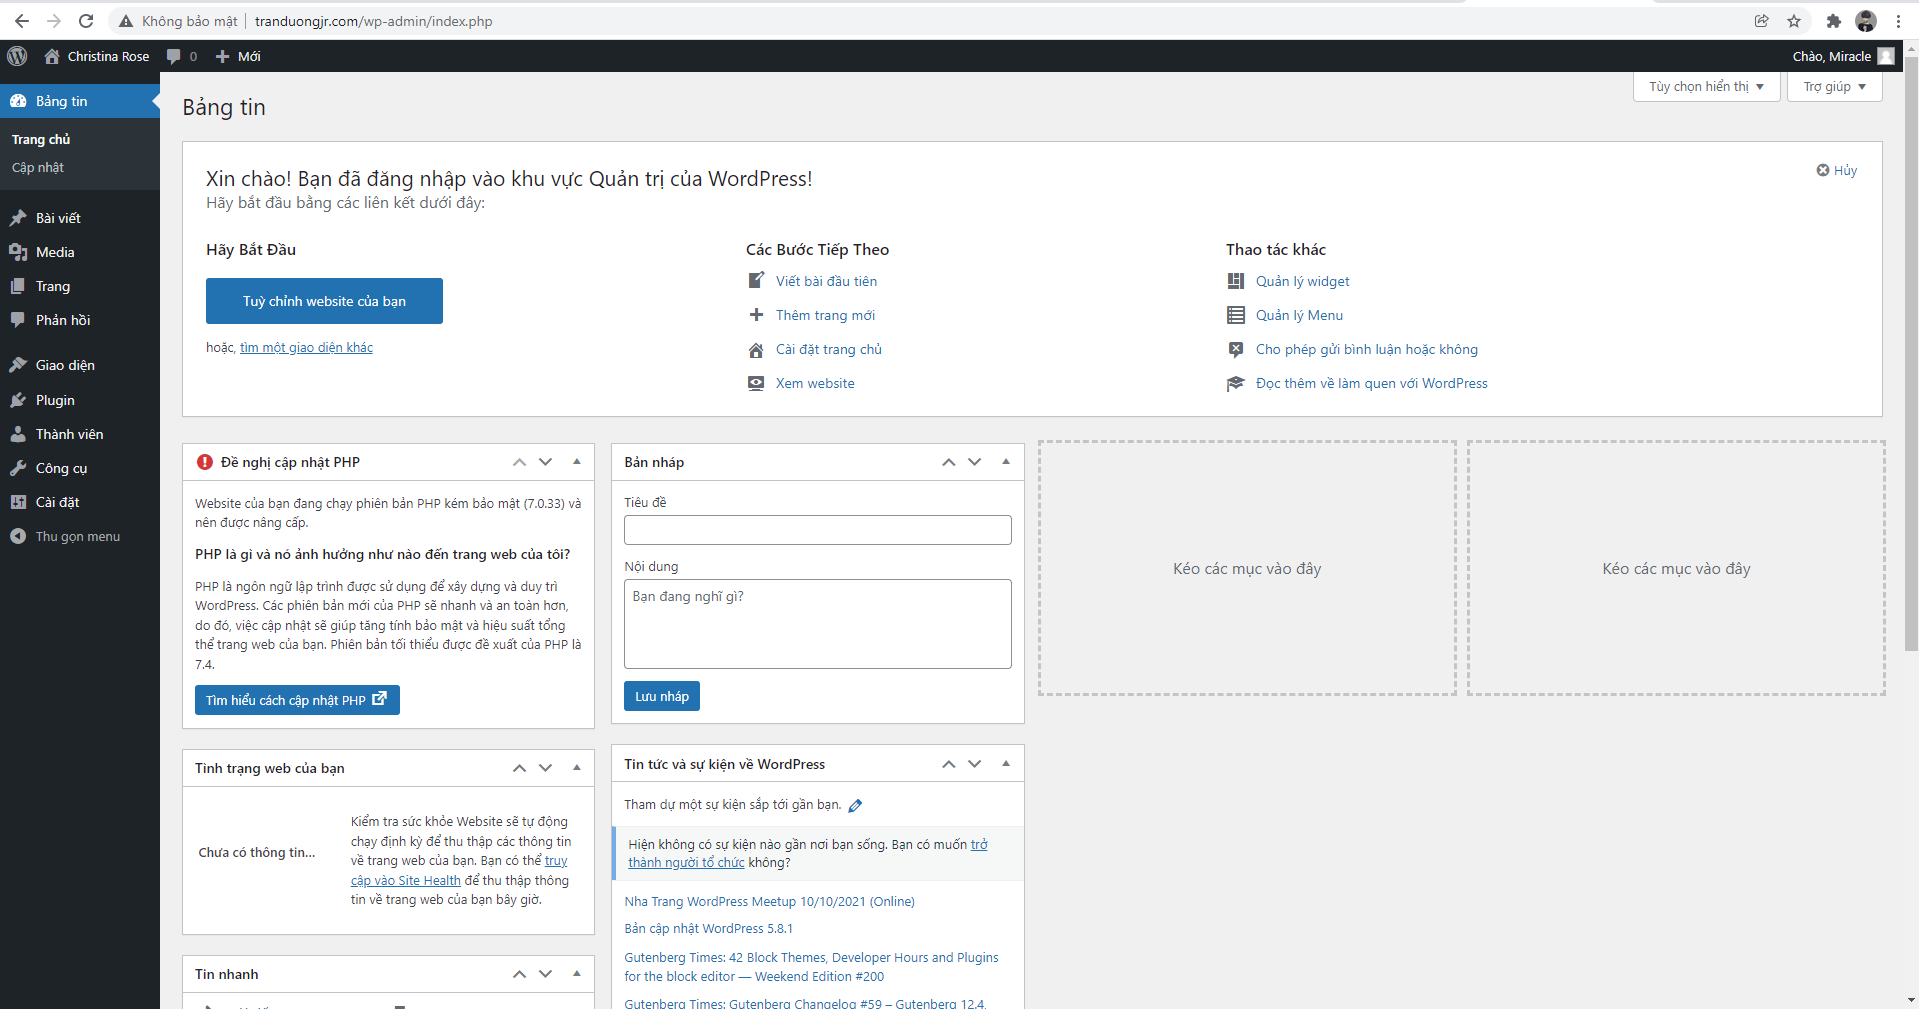 Không bảo mật
tranduongjr.com/wp-admin/index.php
Christina Rose
0
Mới
Chào, Miracle
Bảng tin
Trang chủ
Cập nhật
Bài viết
Media
Trang
Phản hồi
Giao diện
Plugin
Thành viên
Công cụ
Cài đặt
Thu gọn menu
Tùy chọn hiển thị
Trợ giúp
Bảng tin
Xin chào! Bạn đã đăng nhập vào khu vực Quản trị của WordPress!
Hãy bắt đầu bằng các liên kết dưới đây:
Hủy
Hãy Bắt Đầu
Tuỳ chỉnh website của bạn
hoặc, tìm một giao diện khác
Các Bước Tiếp Theo
Viết bài đầu tiên
Thêm trang mới
Cài đặt trang chủ
Xem website
Thao tác khác
Quản lý widget
Quản lý Menu
Cho phép gửi bình luận hoặc không
Đọc thêm về làm quen với WordPress
Đề nghị cập nhật PHP
Website của bạn đang chạy phiên bản PHP kém bảo mật (7.0.33) và
nên được nâng cấp.
PHP là gì và nó ảnh hưởng như nào đến trang web của tôi?
PHP là ngôn ngữ lập trình được sử dụng để xây dựng và duy trì
WordPress. Các phiên bản mới của PHP sẽ nhanh và an toàn hơn,
do đó, việc cập nhật sẽ giúp tăng tính bảo mật và hiệu suất tổng
thể trang web của bạn. Phiên bản tối thiểu được đề xuất của PHP là
7.4.
Tìm hiểu cách cập nhật PHP
Tình trạng web của bạn
Chưa có thông tin...
Kiểm tra sức khỏe Website sẽ tự động
chạy định kỳ để thu thập các thông tin
về trang web của bạn. Bạn có thể truy
cập vào Site Health để thu thập thông
tin về trang web của bạn bây giờ.
Tin nhanh
Bản nháp
Tiêu đề
Nội dung
Bạn đang nghĩ gì?
Lưu nháp
Tin tức và sự kiện về WordPress
Tham dự một sự kiện sắp tới gần bạn.
Hiện không có sự kiện nào gần nơi bạn sống. Bạn có muốn trở
thành người tổ chức không?
Nha Trang WordPress Meetup 10/10/2021 (Online)
Bản cập nhật WordPress 5.8.1
Gutenberg Times: 42 Block Themes, Developer Hours and Plugins
for the block editor — Weekend Edition #200
Gutenberg Times: Gutenberg Changelog #59 – Gutenberg 12.4,
Kéo các mục vào đây
Kéo các mục vào đây